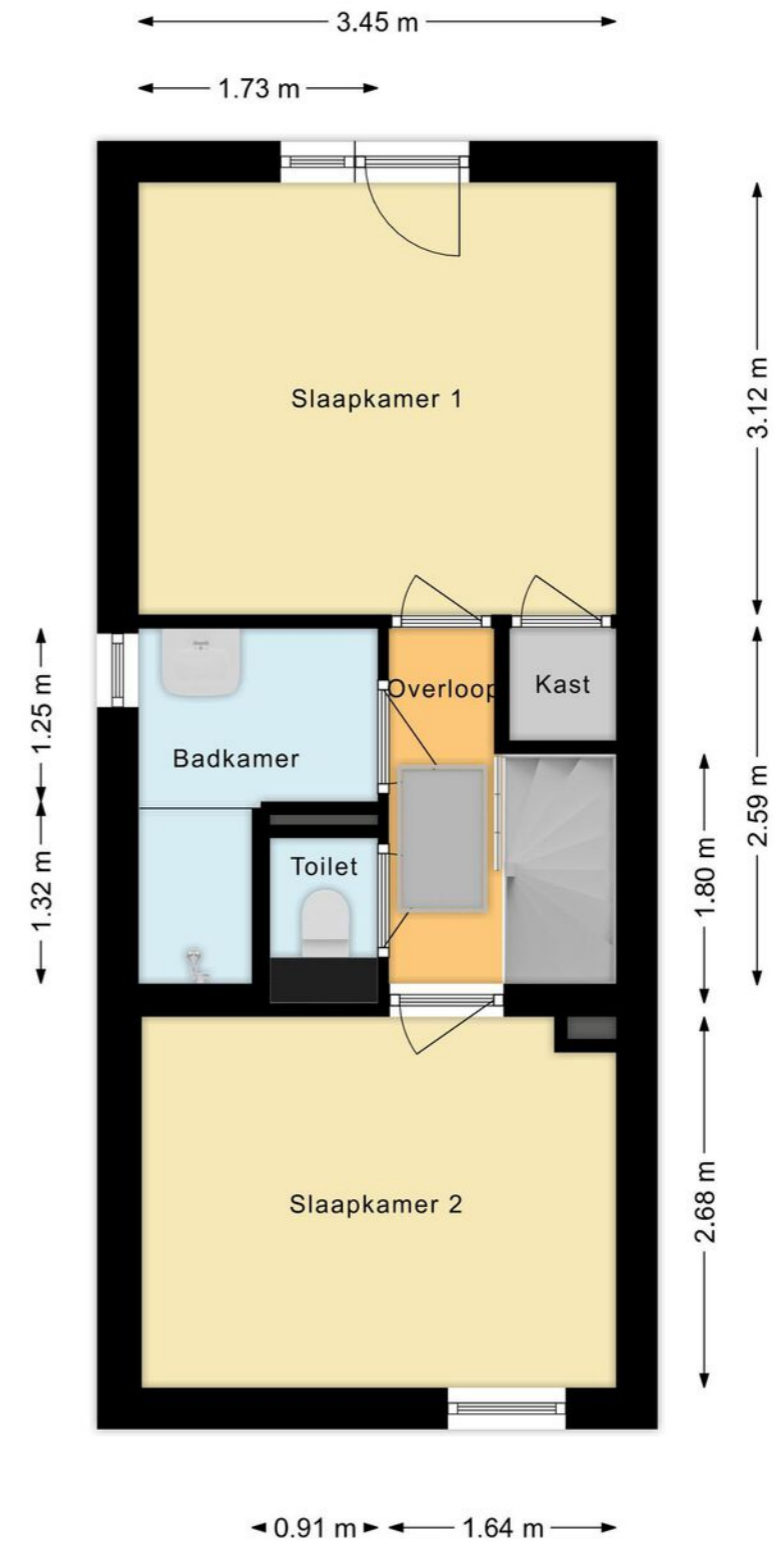 3.45 m
1.73 m
3.12 m
Slaapkamer 1
1.25 m
Overloop
Kast
Badkamer
2.59 m
1.32 m
Toilet
1.80 m
2.68 m
Slaapkamer 2
0.91 m
1.64 m